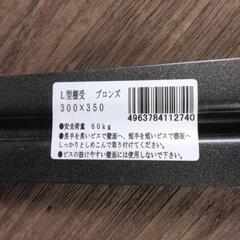 L型棚受 ブロンズ
300×350
4963784112740
●安全荷重 60kg
●長手を長いビスで壁面へ、短手を短いビスで棚板へ
しっかりとしめこんで取り付けてください。
●ビスの抜けやすい壁面には使用しない下さい。